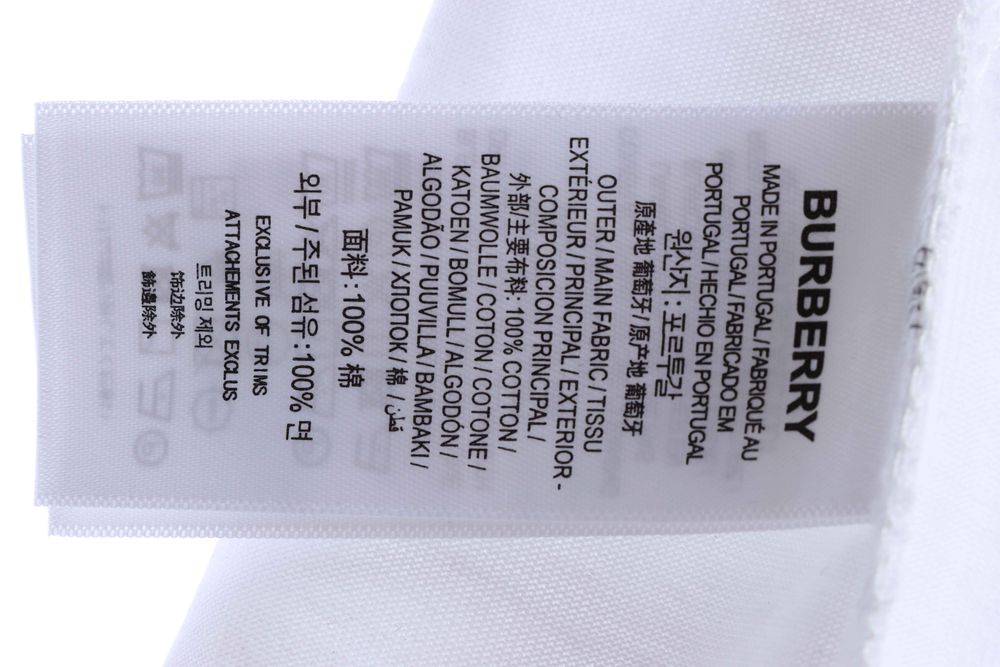 BURBERRY
MADE IN PORTUGAL / FABRIQUÉ AU
PORTUGAL / FABRICADO EM
PORTUGAL / HECHO EN PORTUGAL
원산지 : 포르투갈
原產地 葡萄牙 / 原产地 葡萄牙
OUTER / MAIN FABRIC / TISSU
EXTÉRIEUR / PRINCIPAL / EXTERIOR -
COMPOSICION PRINCIPAL /
外部/主要布料: 100% COTTON /
BAUMWOLLE / COTON / COTONE /
KATOEN / BOMULL / ALGODÓN /
ALGODÃO / PUUVILLA / BAMBAKI /
PAMUK / ХЛОПОК / 棉 / قطن
面料 : 100% 棉
외부 / 주된 섬유 : 100% 면
EXCLUSIVE OF TRIMS
ATTACHEMENTS EXCLUS
트리밍 제외
饰边除外
飾邊除外